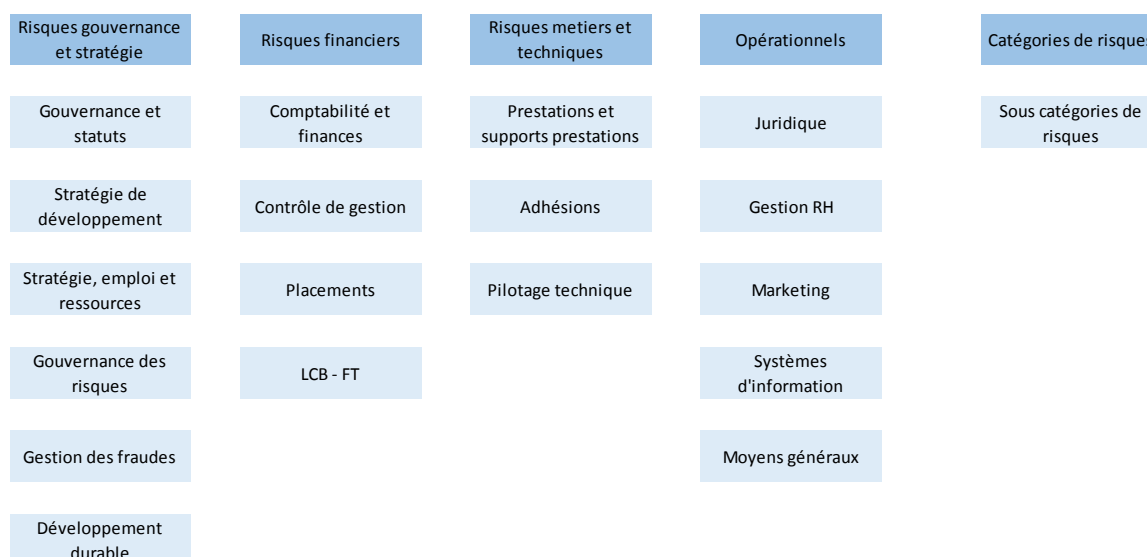 Risques gouvernance
et stratégie
Risques financiers
Risques metiers et
techniques
Opérationnels
Catégories de risques
Gouvernance et
statuts
Comptabilité et
finances
Prestations et
supports prestations
Juridique
Sous catégories de
risques
Stratégie de
développement
Contrôle de gestion
Adhésions
Gestion RH
Stratégie, emploi et
ressources
Placements
Pilotage technique
Marketing
Gouvernance des
risques
LCB - FT
Systèmes
d'information
Gestion des fraudes
Moyens généraux
Développement
durable